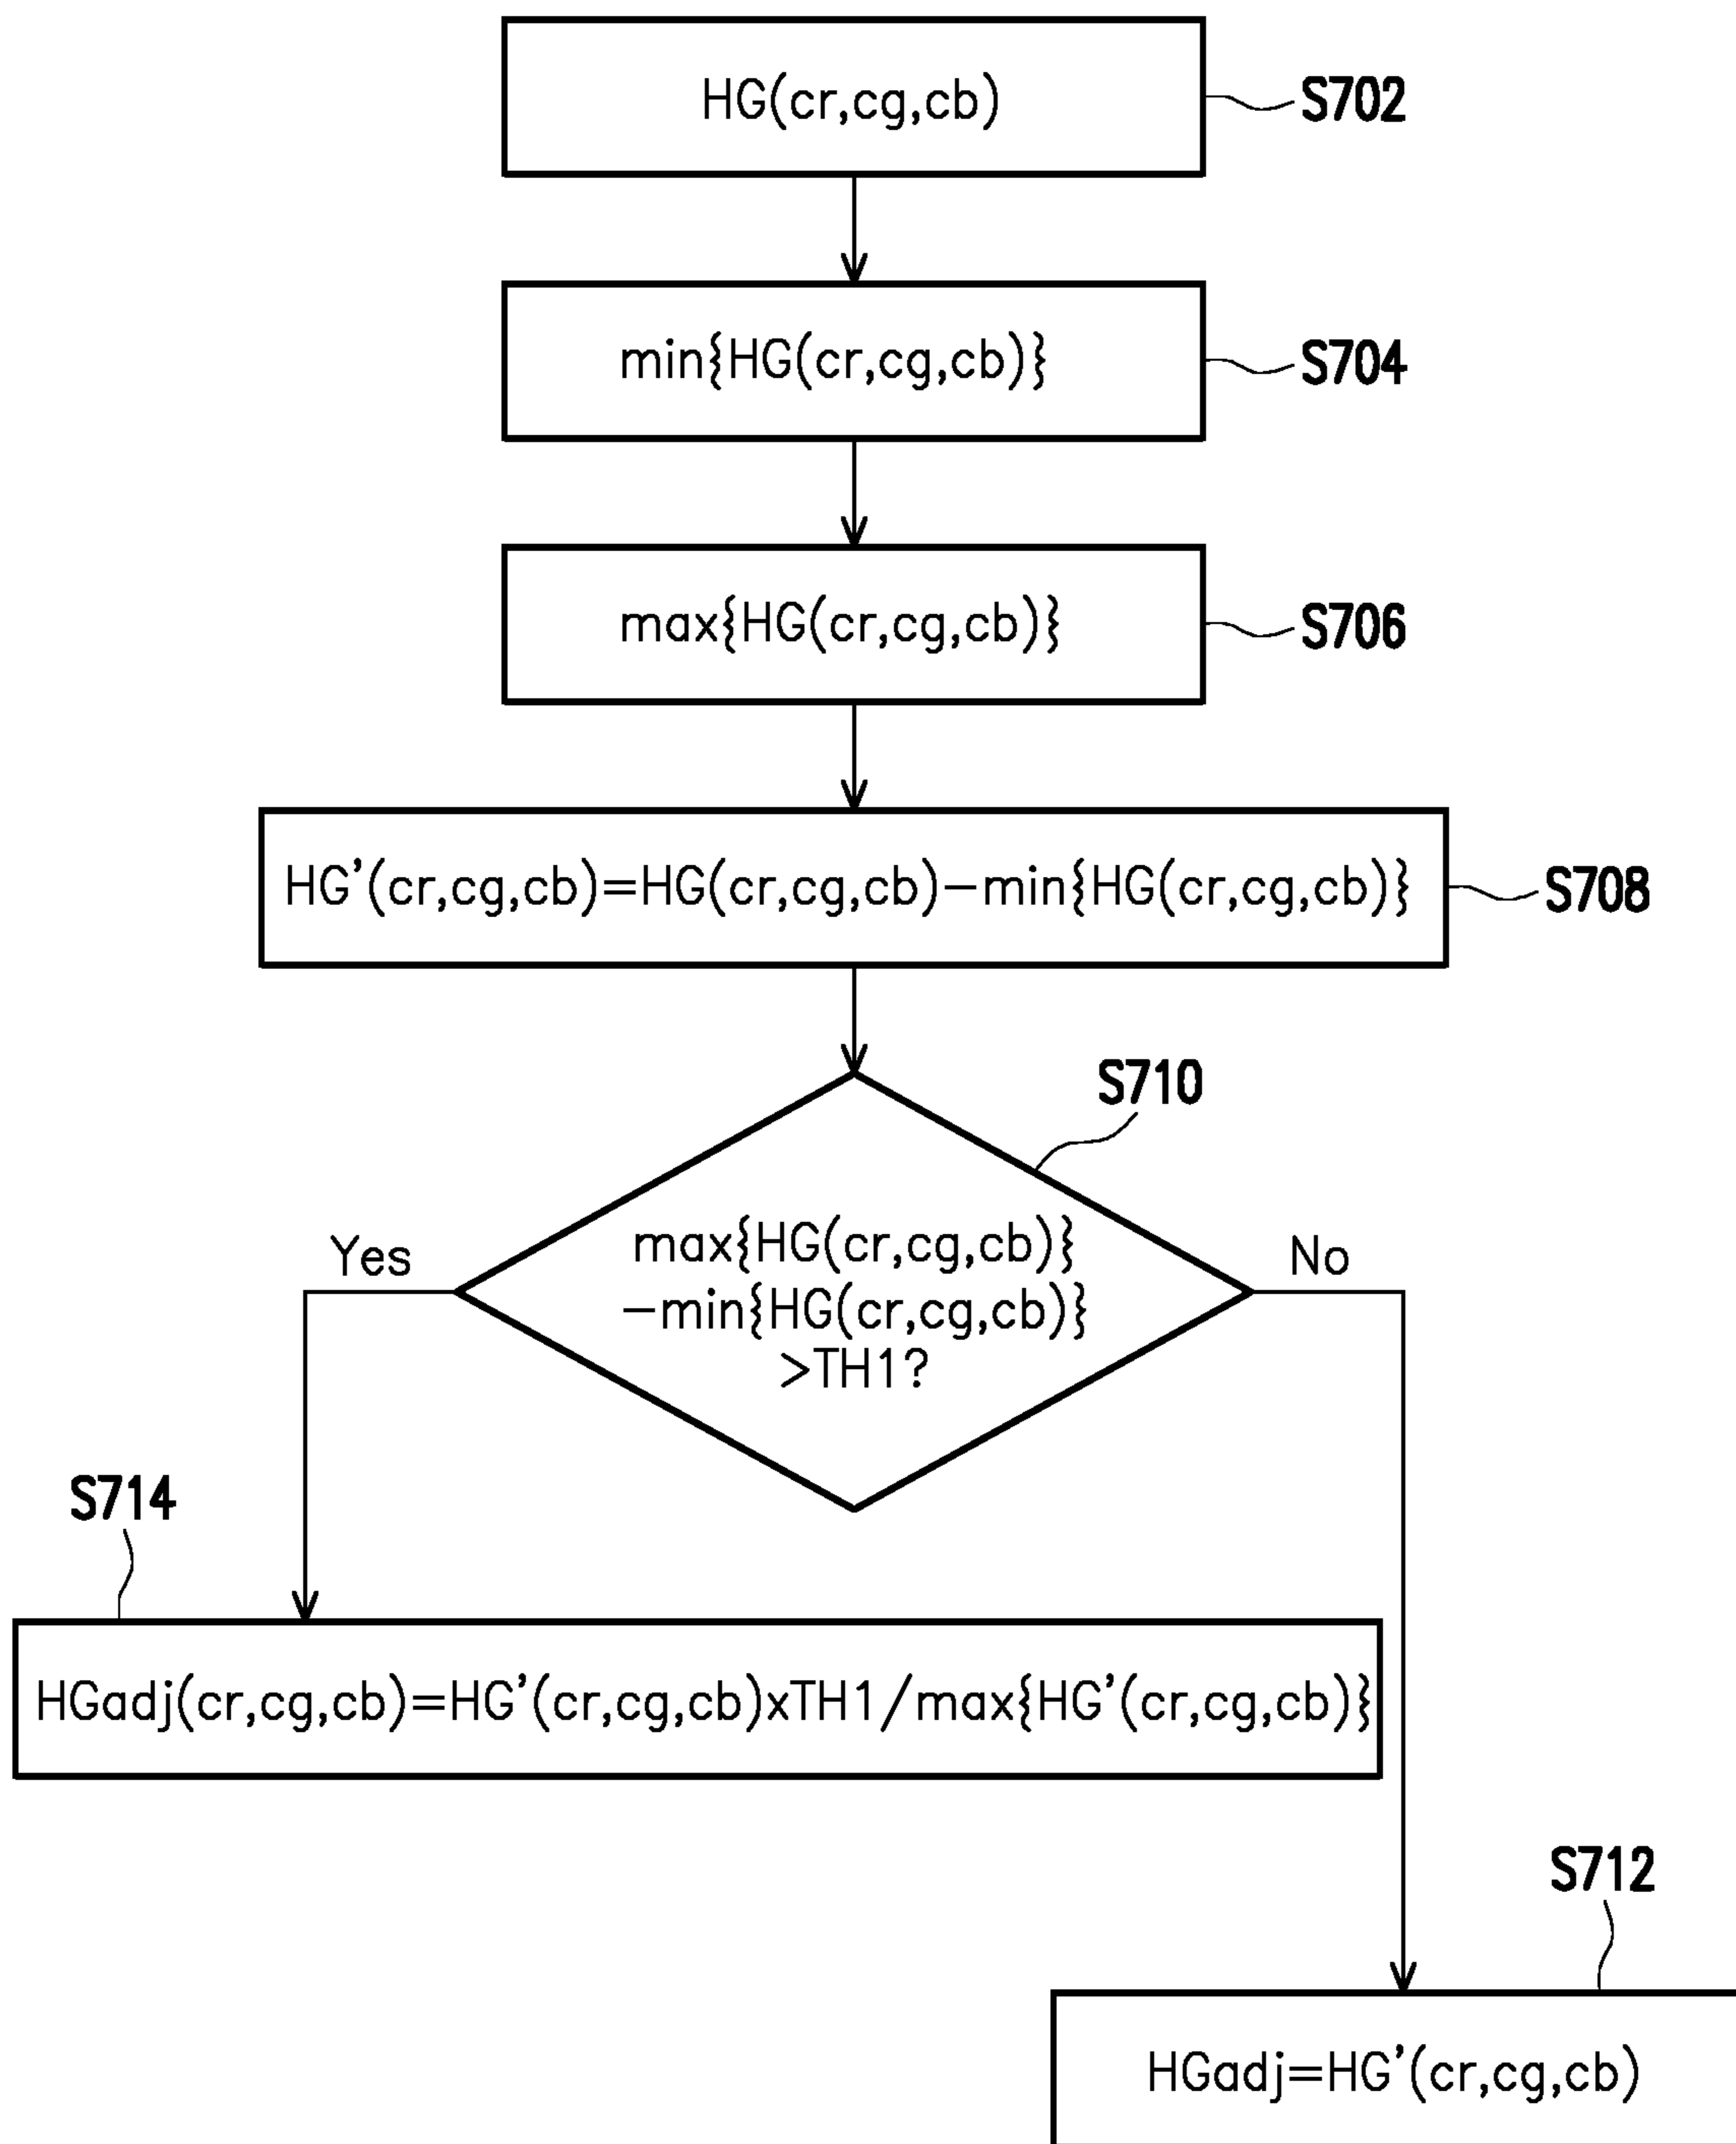 HG(cr,cg,cb)
S702
min{HG(cr,cg,cb)}
S704
max{HG(cr,cg,cb)}
S706
HG'(cr,cg,cb)=HG(cr,cg,cb)-min{HG(cr,cg,cb)}
S708
S710
max{HG(cr,cg,cb)}
-min{HG(cr,cg,cb)}
>TH1?
Yes
No
S714
HGadj(cr,cg,cb)=HG'(cr,cg,cb)xTH1/max{HG'(cr,cg,cb)}
S712
HGadj=HG'(cr,cg,cb)